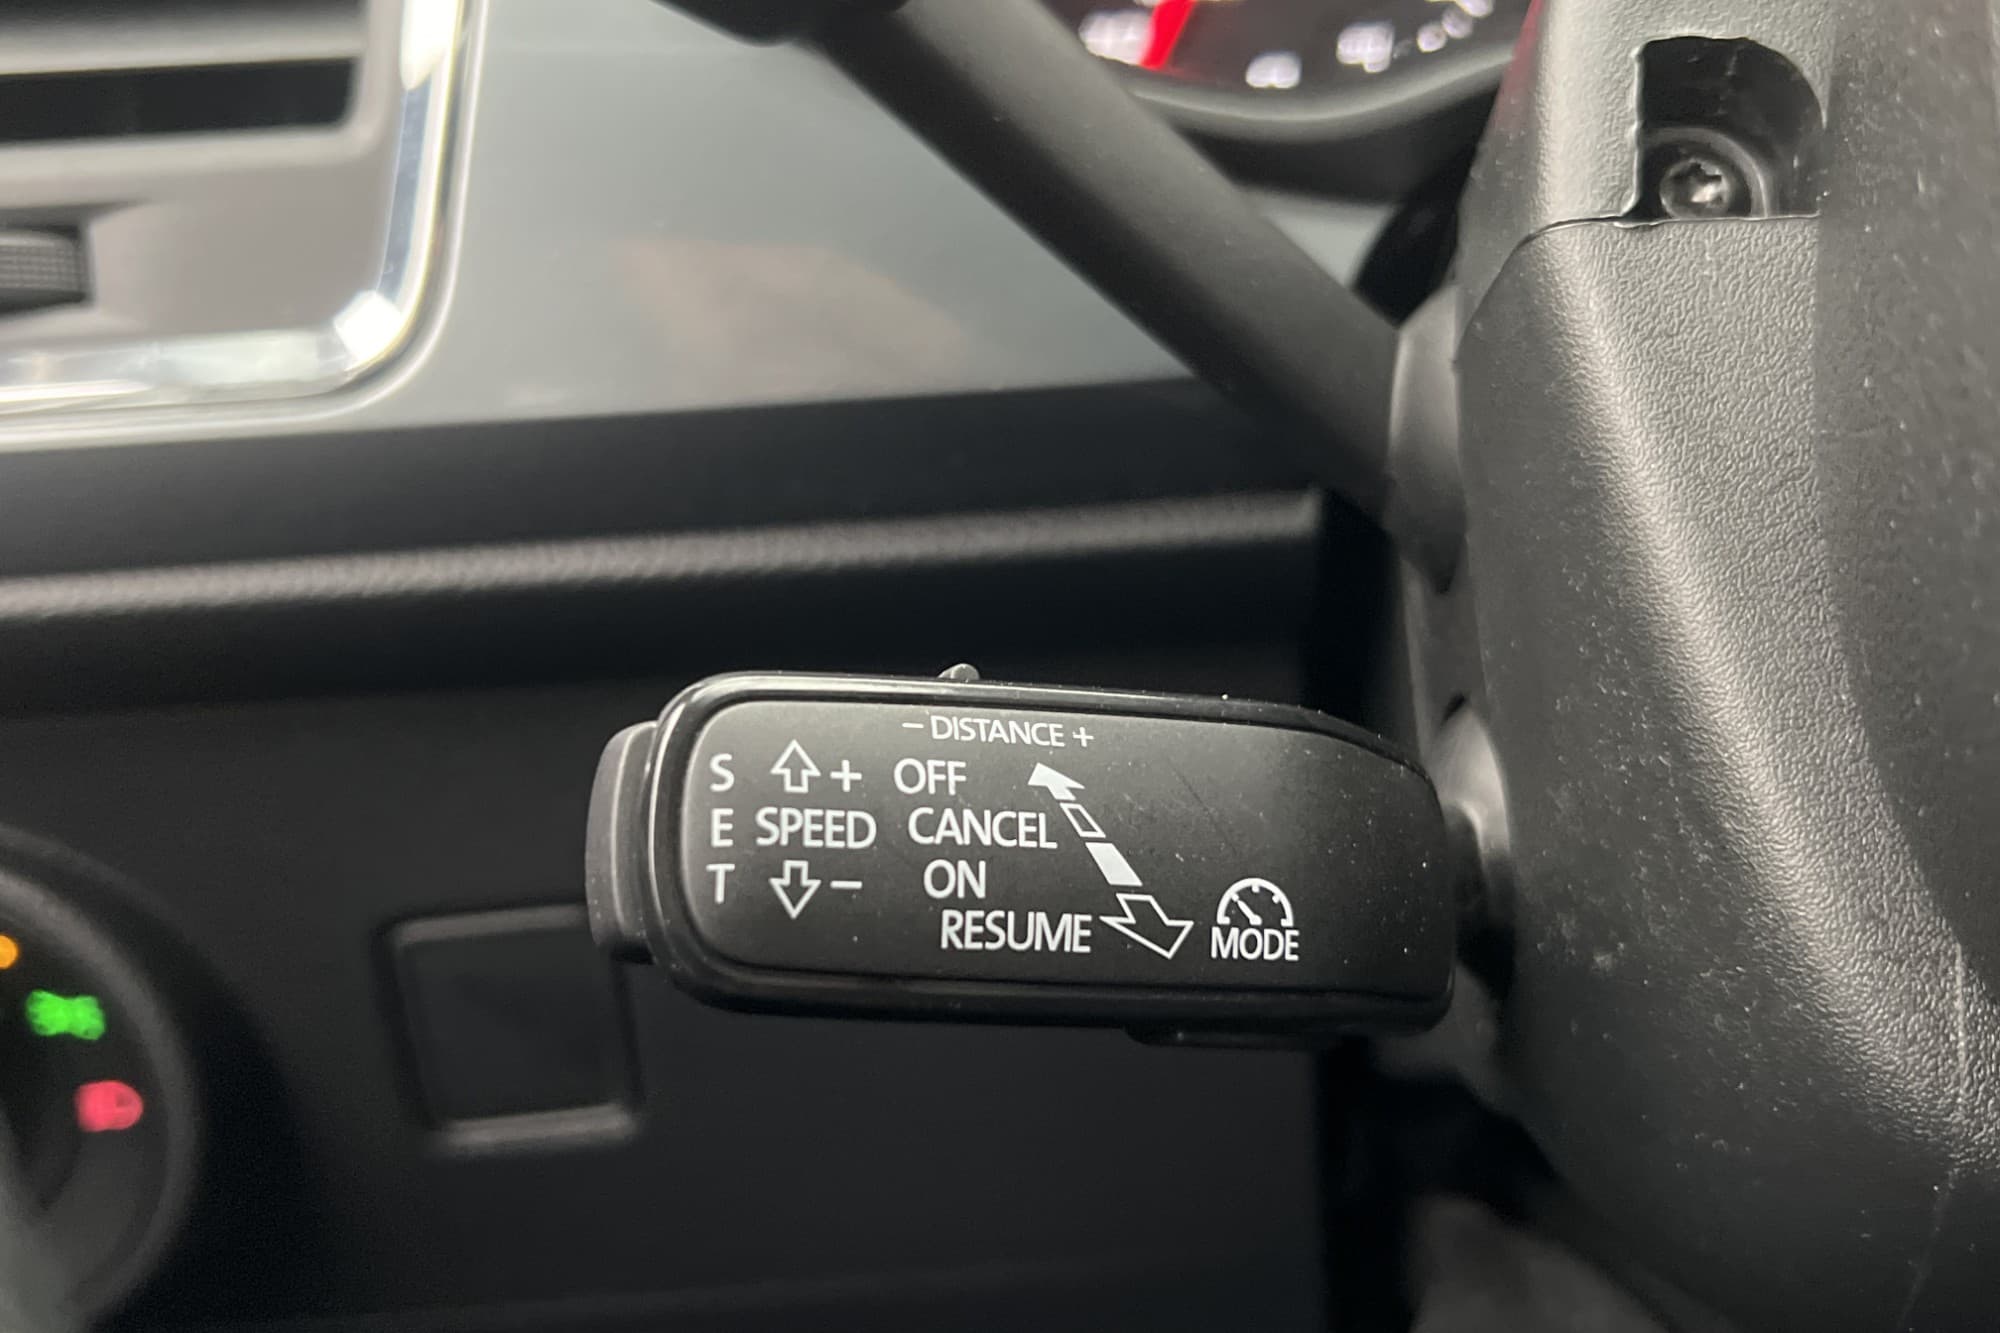 − DISTANCE +
S + OFF
E SPEED CANCEL
T − ON
RESUME
MODE